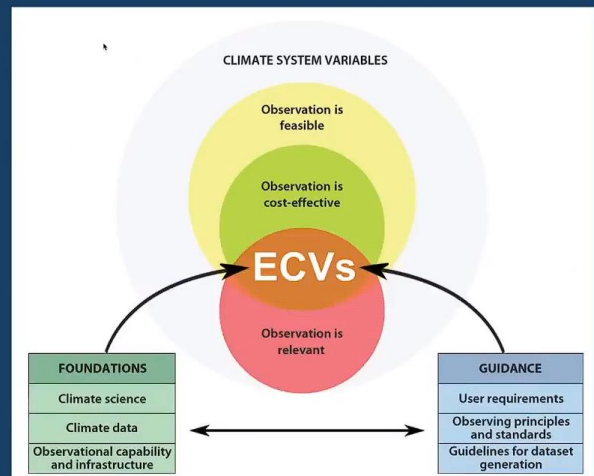 CLIMATE SYSTEM VARIABLES
Observation is
feasible
Observation is
cost-effective
ECVs
Observation is
relevant
FOUNDATIONS
Climate science
Climate data
Observational capability
and infrastructure
GUIDANCE
User requirements
Observing principles
and standards
Guidelines for dataset
generation